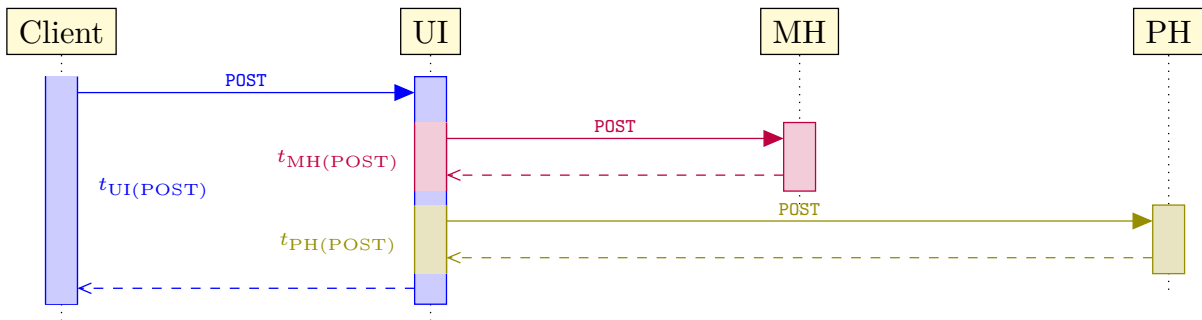 Client UI MH PH
POST
POST
t_MH(POST)
t_UI(POST)
POST
t_PH(POST)